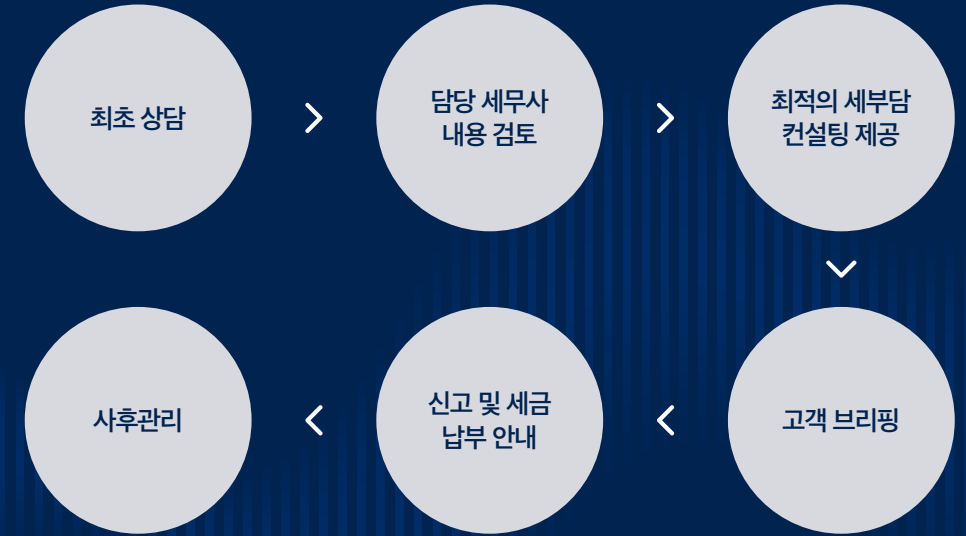 최초 상담
담당 세무사
내용 검토
최적의 세부담
컨설팅 제공
고객 브리핑
신고 및 세금
납부 안내
사후관리